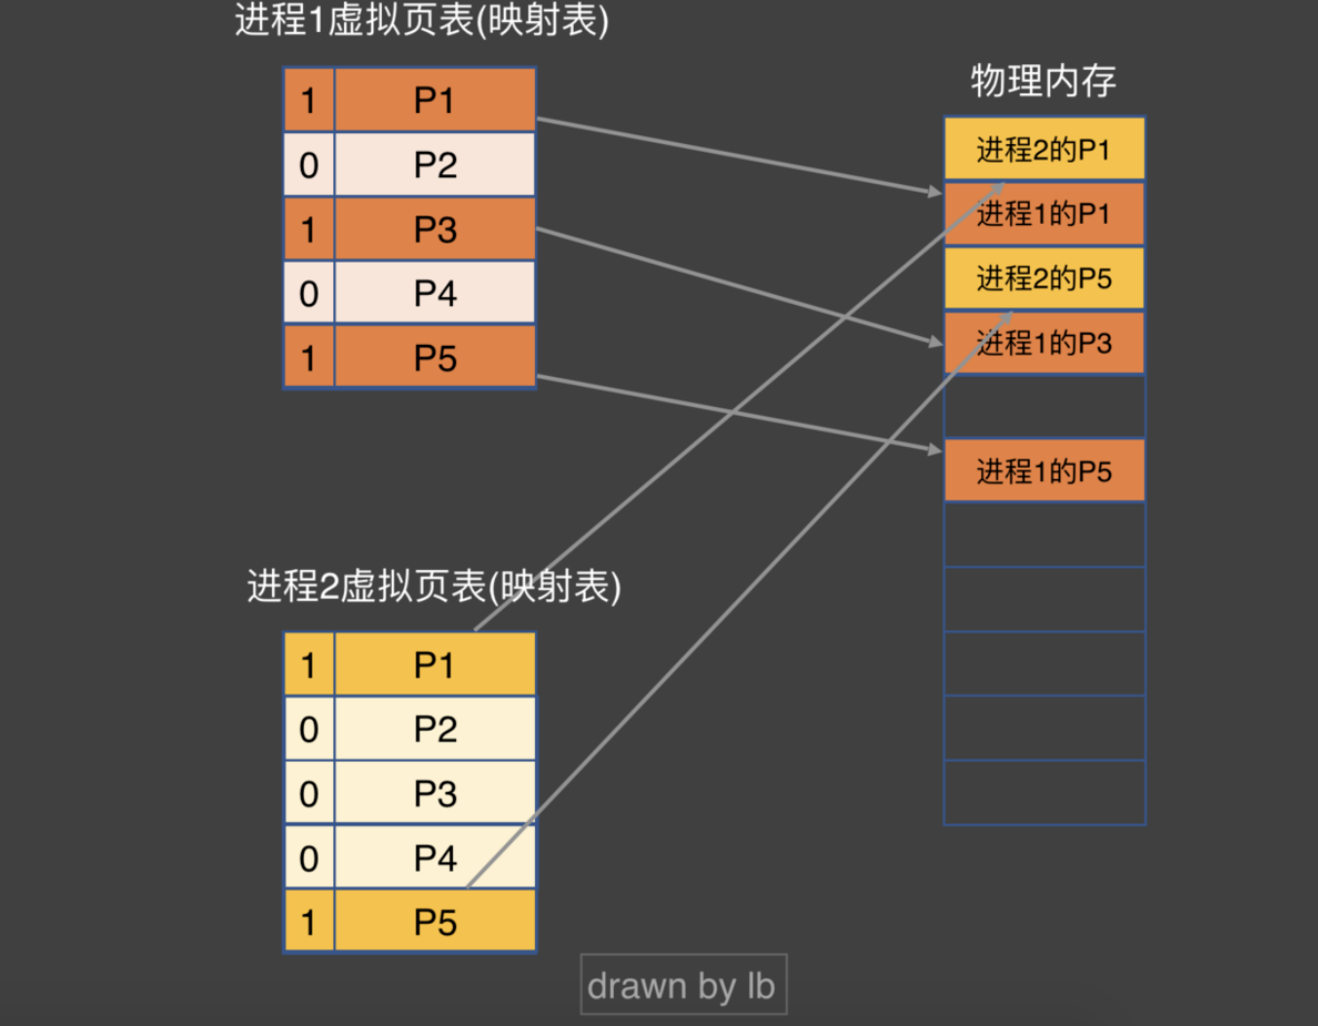 进程1虚拟页表(映射表)
1 P1
0 P2
1 P3
0 P4
1 P5
物理内存
进程2的P1
进程1的P1
进程2的P5
进程1的P3
进程1的P5
进程2虚拟页表(映射表)
1 P1
0 P2
0 P3
0 P4
1 P5
drawn by lb